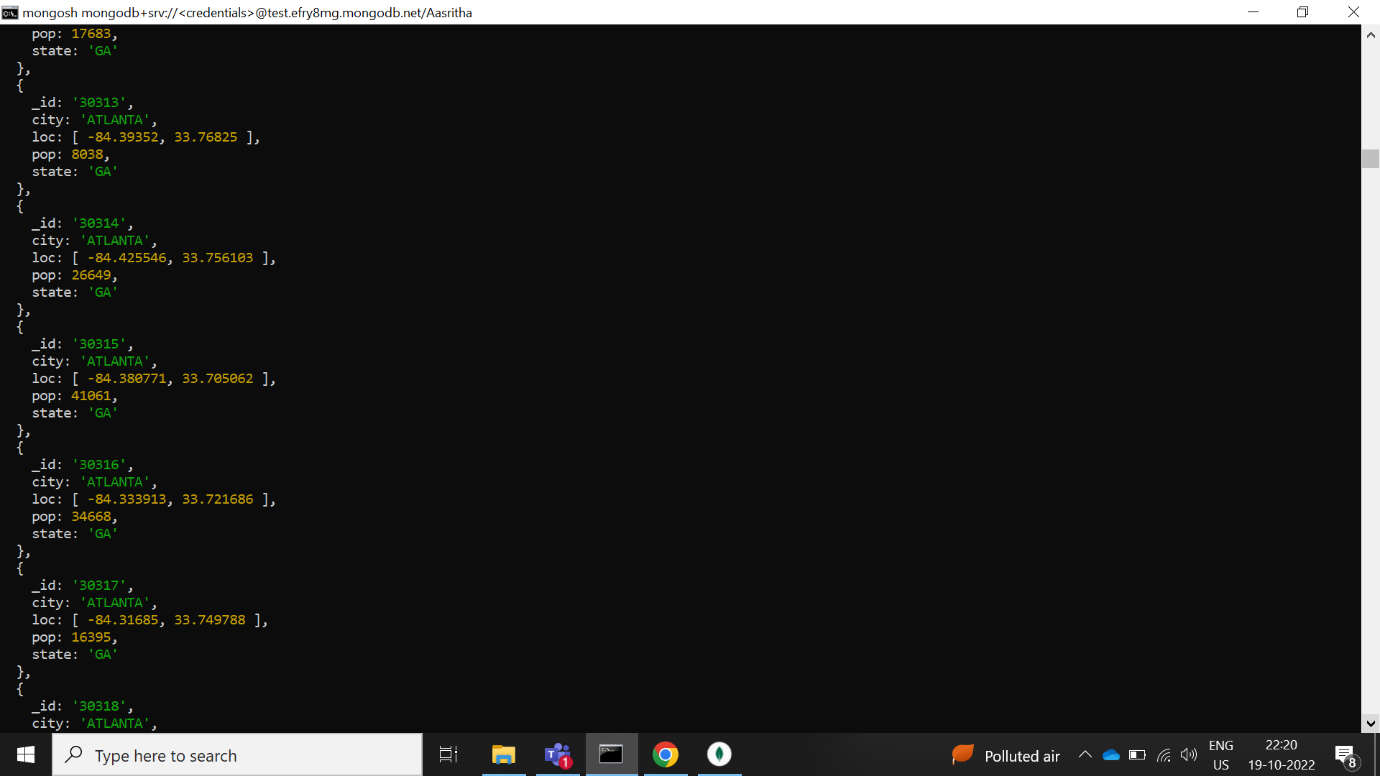 mongosh mongodb+srv://<credentials>@test.efry8mg.mongodb.net/Aasritha
pop: 17683,
state: 'GA'
},
{
_id: '30313',
city: 'ATLANTA',
loc: [ -84.39352, 33.76825 ],
pop: 8038,
state: 'GA'
},
{
_id: '30314',
city: 'ATLANTA',
loc: [ -84.425546, 33.756103 ],
pop: 26649,
state: 'GA'
},
{
_id: '30315',
city: 'ATLANTA',
loc: [ -84.380771, 33.705062 ],
pop: 41061,
state: 'GA'
},
{
_id: '30316',
city: 'ATLANTA',
loc: [ -84.333913, 33.721686 ],
pop: 34668,
state: 'GA'
},
{
_id: '30317',
city: 'ATLANTA',
loc: [ -84.31685, 33.749788 ],
pop: 16395,
state: 'GA'
},
{
_id: '30318',
city: 'ATLANTA',
Type here to search
1
Polluted air
ENG
US
22:20
19-10-2022
8